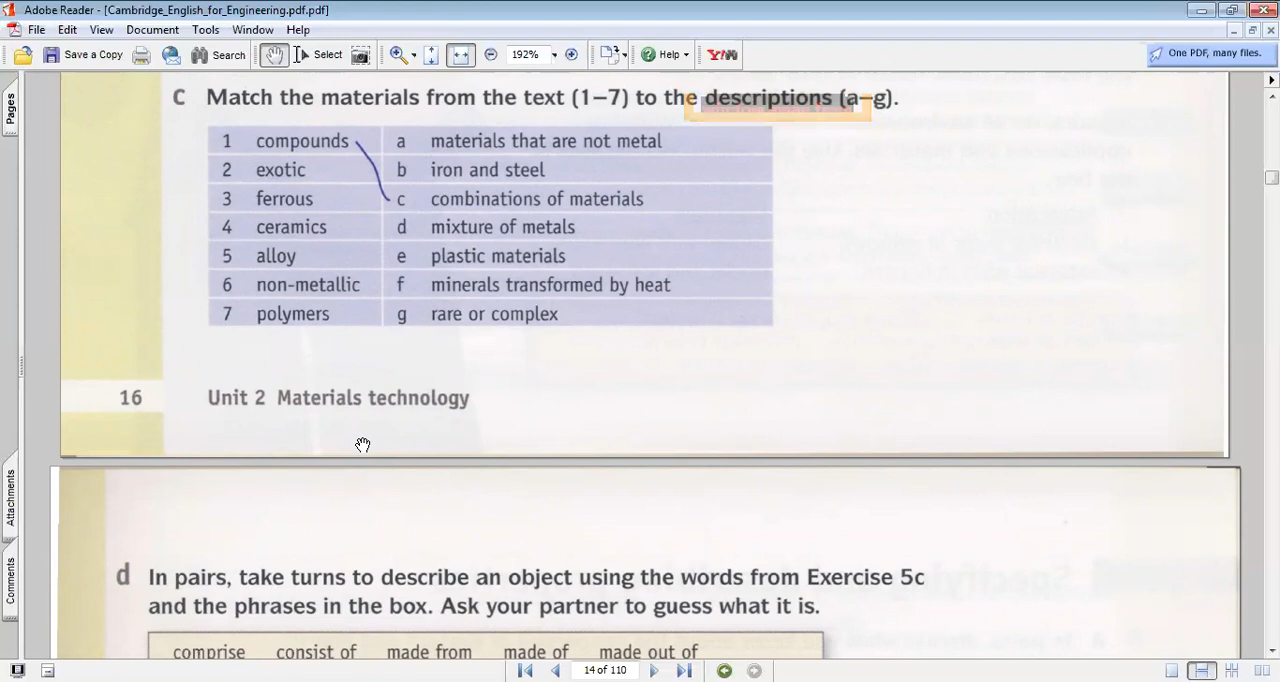 Adobe Reader - [Cambridge_English_for_Engineering.pdf.pdf]
File Edit View Document Tools Window Help
Save a Copy Search Select 192% Help Y!
One PDF, many files.
Pages
Attachments
Comments
C Match the materials from the text (1–7) to the descriptions (a–g).
1 compounds a materials that are not metal
2 exotic b iron and steel
3 ferrous c combinations of materials
4 ceramics d mixture of metals
5 alloy e plastic materials
6 non-metallic f minerals transformed by heat
7 polymers g rare or complex
16 Unit 2 Materials technology
d In pairs, take turns to describe an object using the words from Exercise 5c
and the phrases in the box. Ask your partner to guess what it is.
comprise consist of made from made of made out of
14 of 110